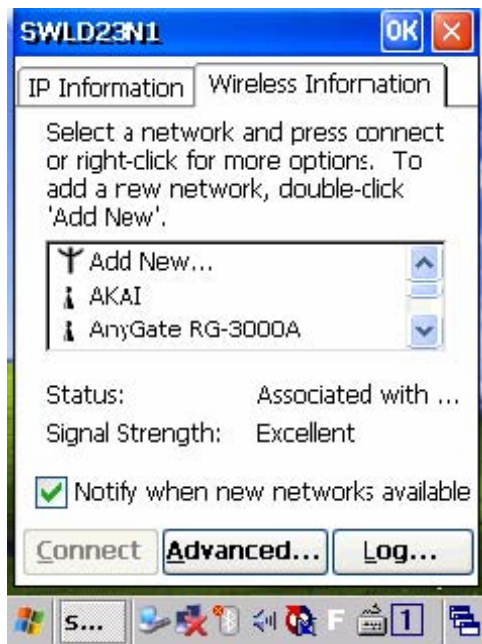 SWLD23N1 OK
IP Information Wireless Information
Select a network and press connect
or right-click for more options. To
add a new network, double-click
'Add New'.
Add New...
AKAI
AnyGate RG-3000A
Status: Associated with ...
Signal Strength: Excellent
Notify when new networks available
Connect Advanced... Log...
s... F 1